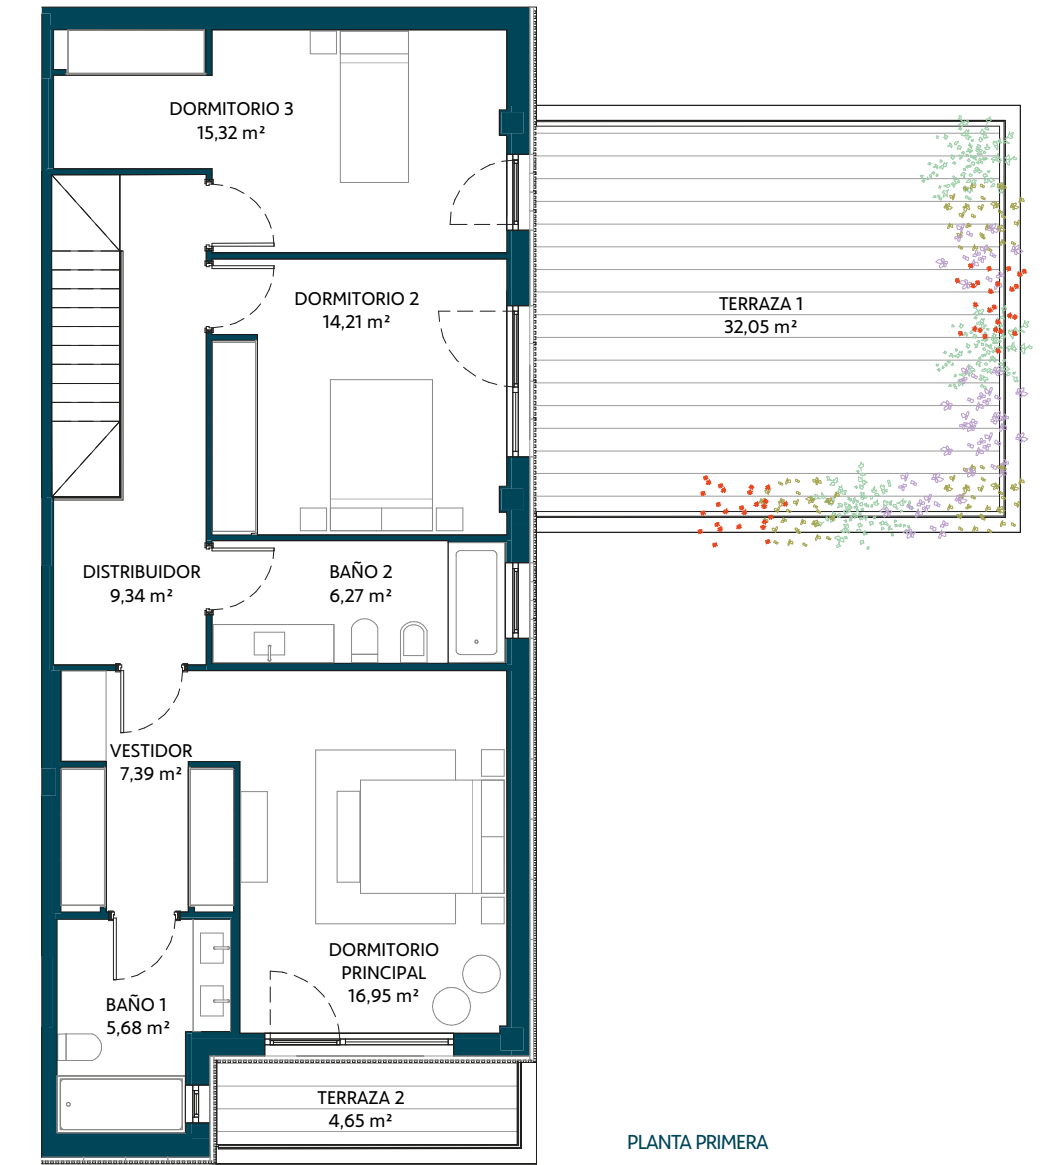 DORMITORIO 3
15,32 m²
DORMITORIO 2
14,21 m²
TERRAZA 1
32,05 m²
DISTRIBUIDOR
9,34 m²
BAÑO 2
6,27 m²
VESTIDOR
7,39 m²
DORMITORIO
PRINCIPAL
16,95 m²
BAÑO 1
5,68 m²
TERRAZA 2
4,65 m²
PLANTA PRIMERA